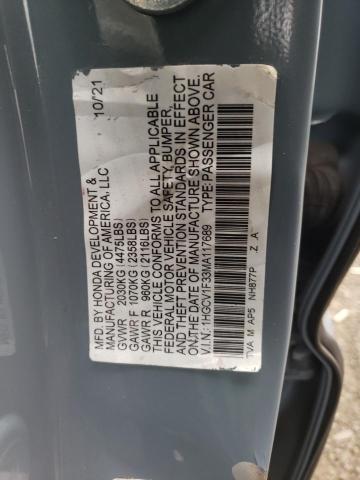 MFD. BY HONDA DEVELOPMENT & 10/21
MANUFACTURING OF AMERICA, LLC
GVWR 2030KG(4475LBS)
GAWR F 1070KG(2358LBS)
GAWR R 960KG(2116LBS)
THIS VEHICLE CONFORMS TO ALL APPLICABLE
FEDERAL MOTOR VEHICLE SAFETY, BUMPER,
AND THEFT PREVENTION STANDARDS IN EFFECT
ON THE DATE OF MANUFACTURE SHOWN ABOVE.
V.I.N.: 1HGCV1F33MA117689 TYPE:PASSENGER CAR
TVA M AP5 NH877P Z A